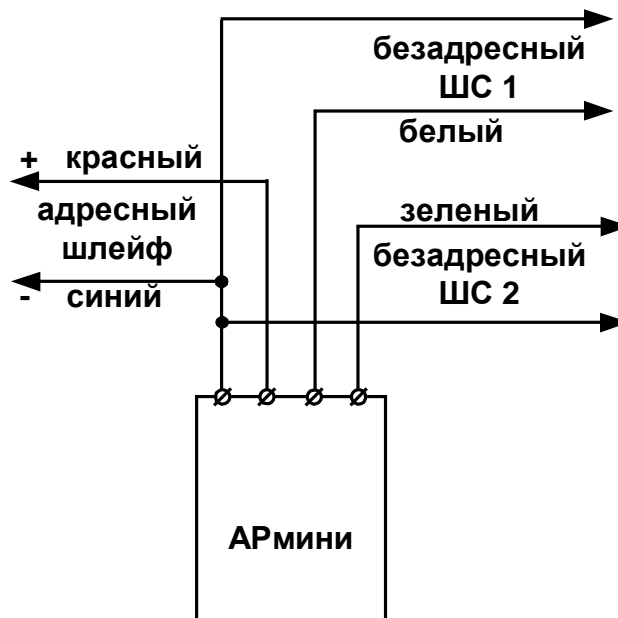 безадресный
ШС 1
белый
+ красный
адресный
шлейф
- синий
зеленый
безадресный
ШС 2
АРмини